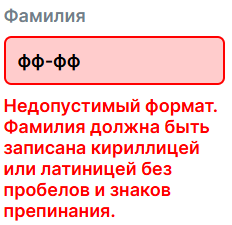 Фамилия
фф-фф
Недопустимый формат.
Фамилия должна быть
записана кириллицей
или латиницей без
пробелов и знаков
препинания.